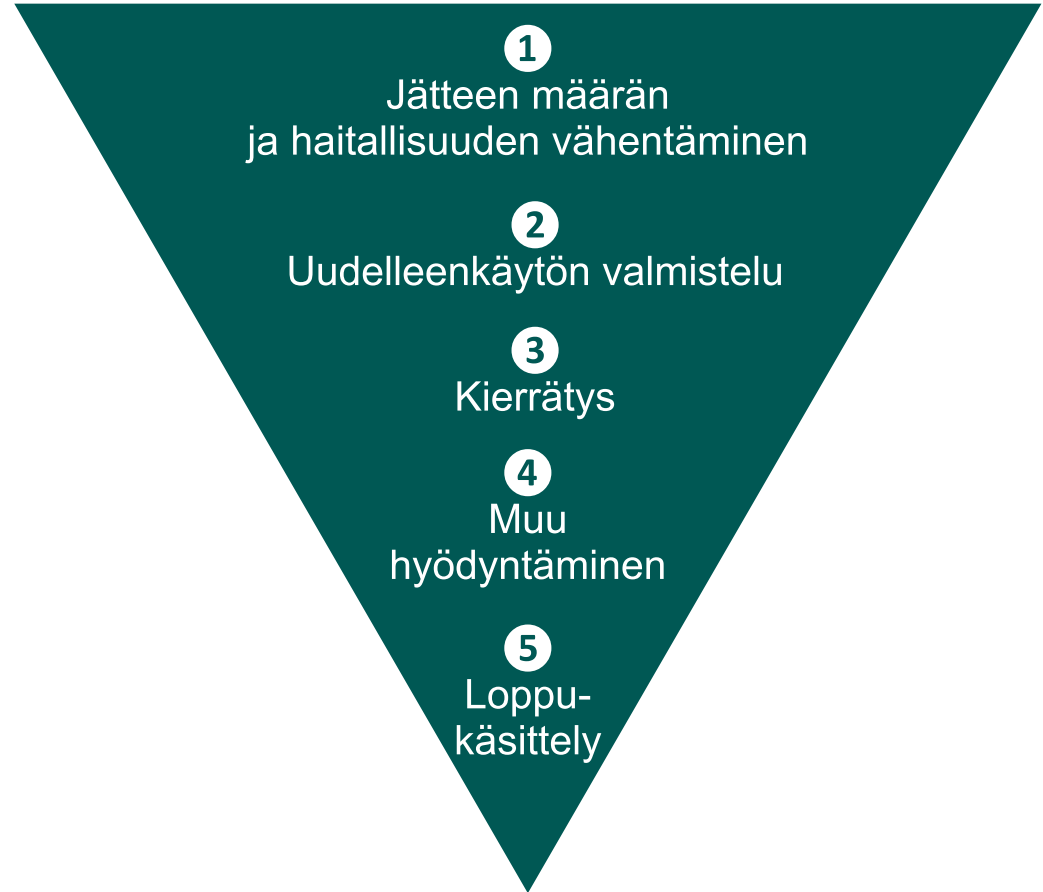 1
Jätteen määrän
ja haitallisuuden vähentäminen
2
Uudelleenkäytön valmistelu
3
Kierrätys
4
Muu
hyödyntäminen
5
Loppu-
käsittely